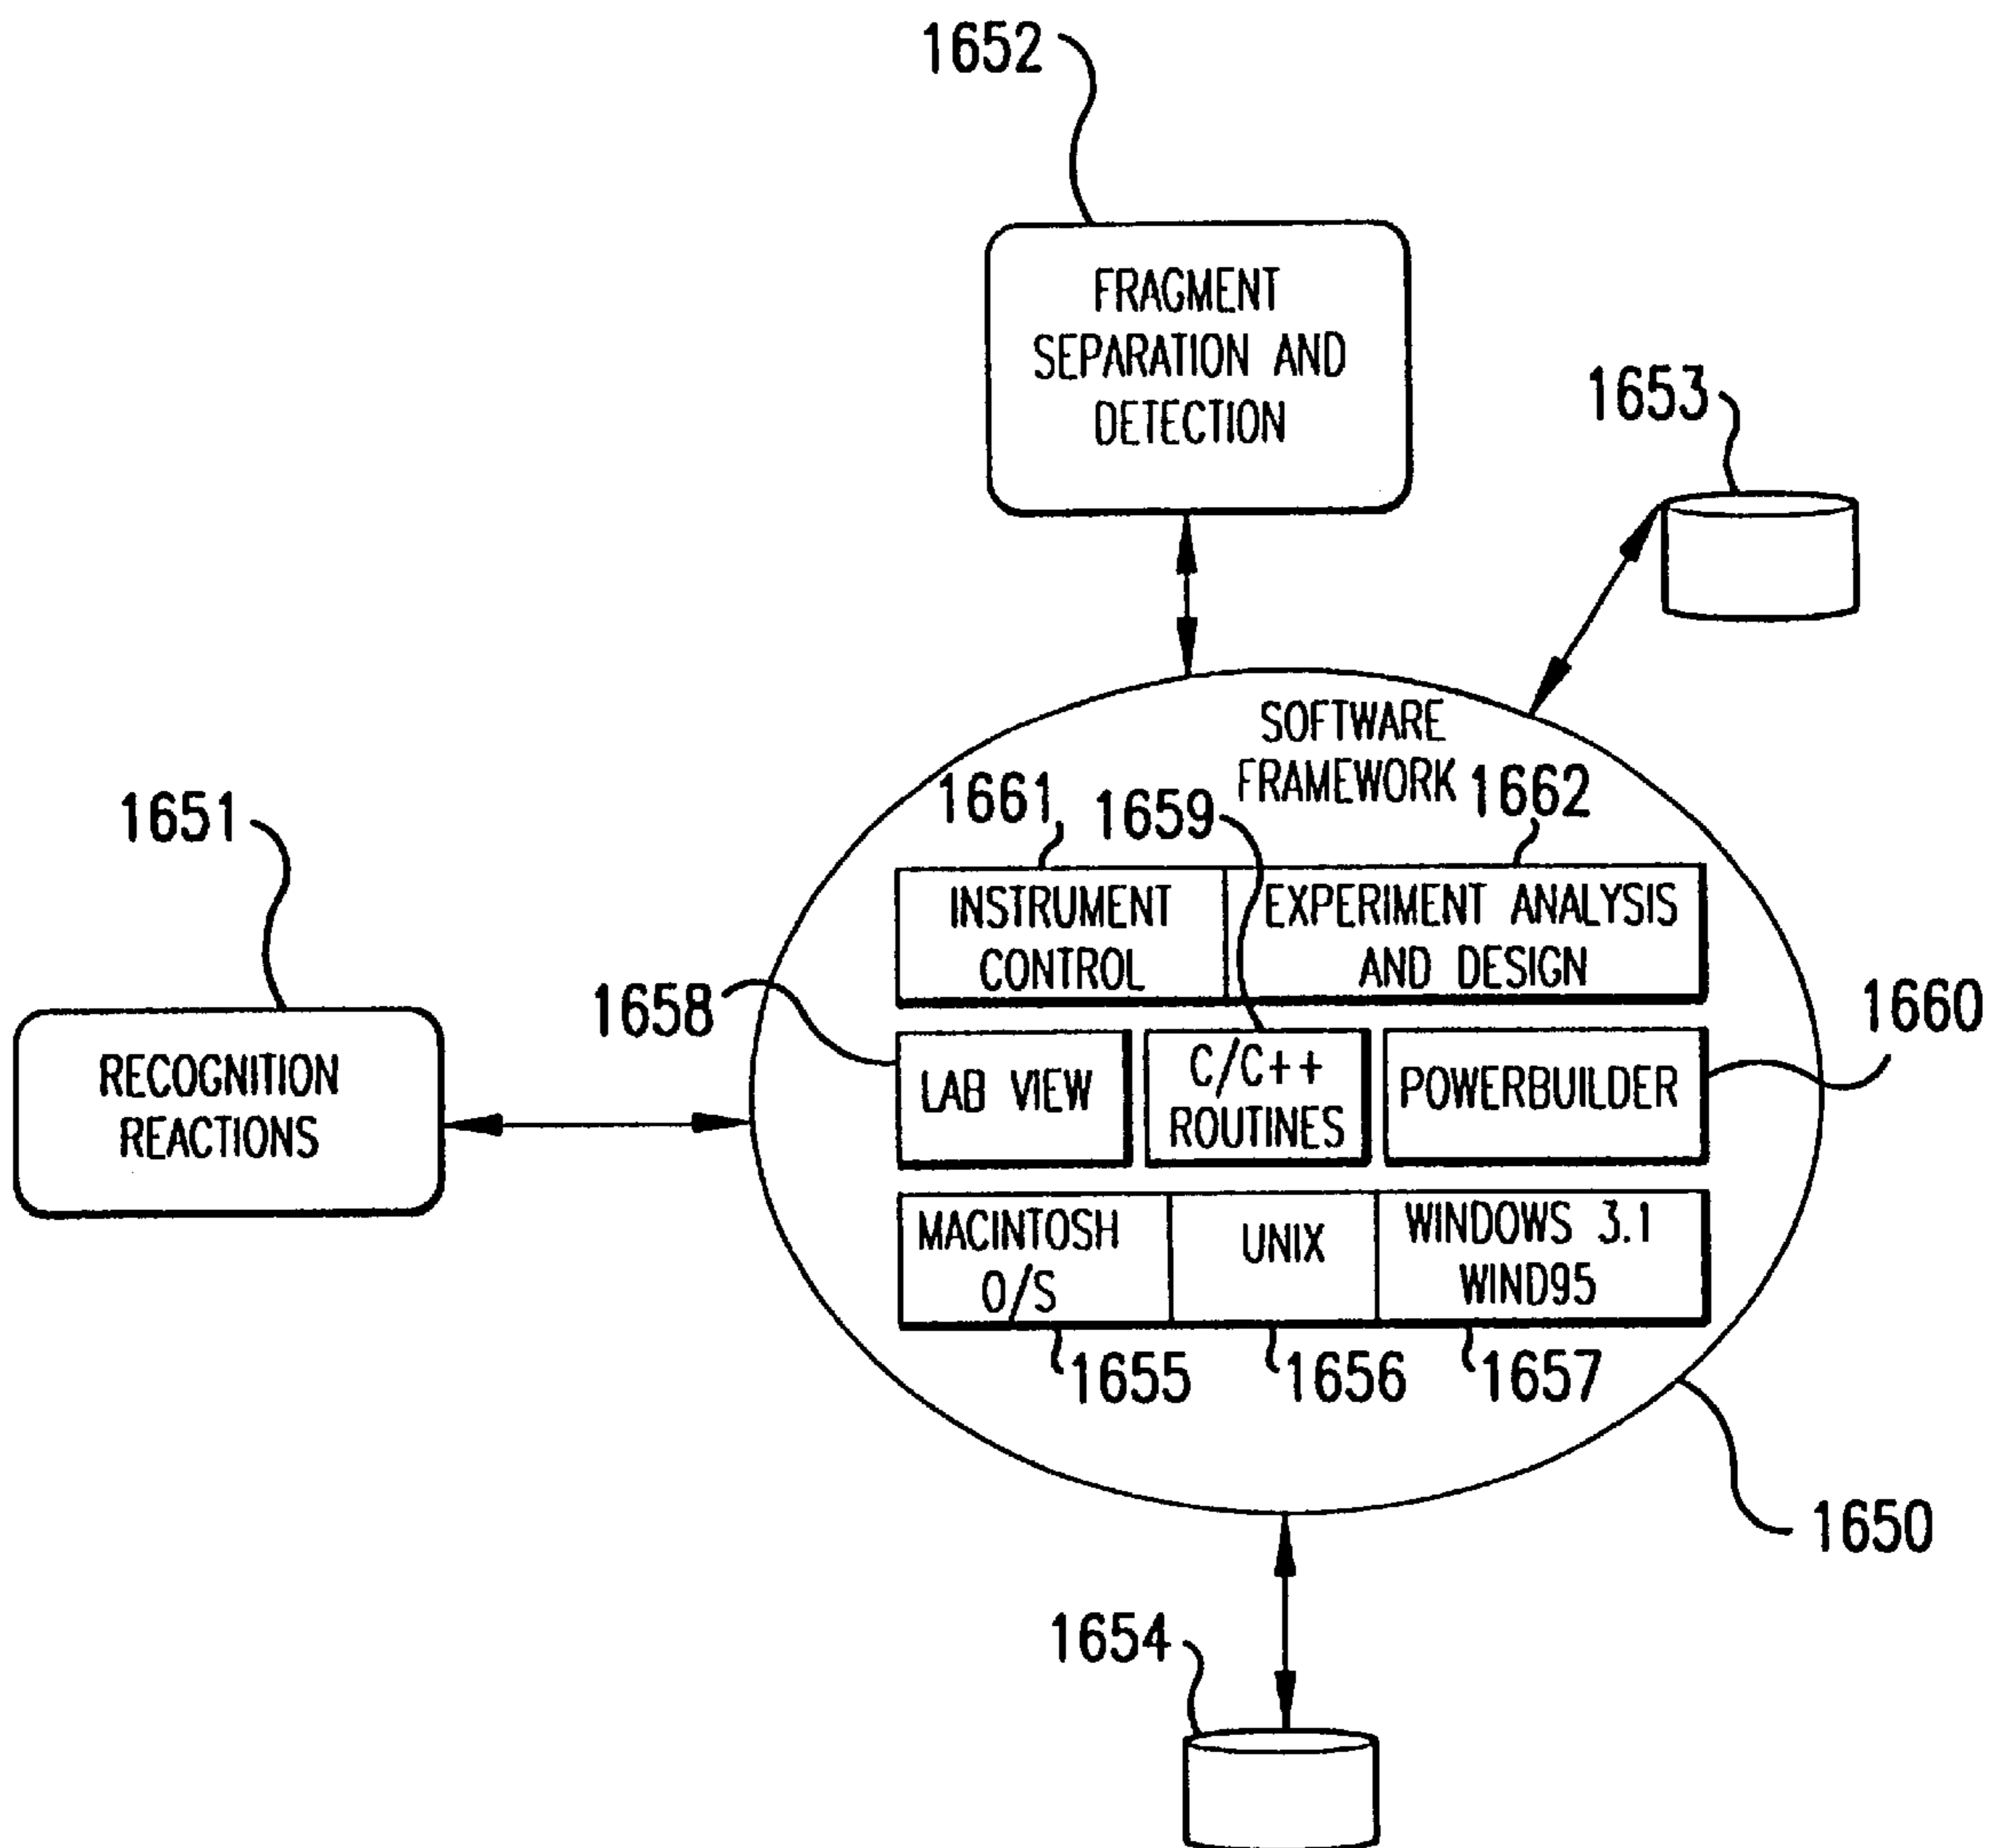 1652
FRAGMENT
SEPARATION AND
DETECTION
1653
SOFTWARE
FRAMEWORK
1661
1659
1662
1651
INSTRUMENT
CONTROL
EXPERIMENT ANALYSIS
AND DESIGN
1658
1660
RECOGNITION
REACTIONS
LAB VIEW
C/C++
ROUTINES
POWERBUILDER
MACINTOSH
O/S
UNIX
WINDOWS 3.1
WIND95
1655
1656
1657
1650
1654